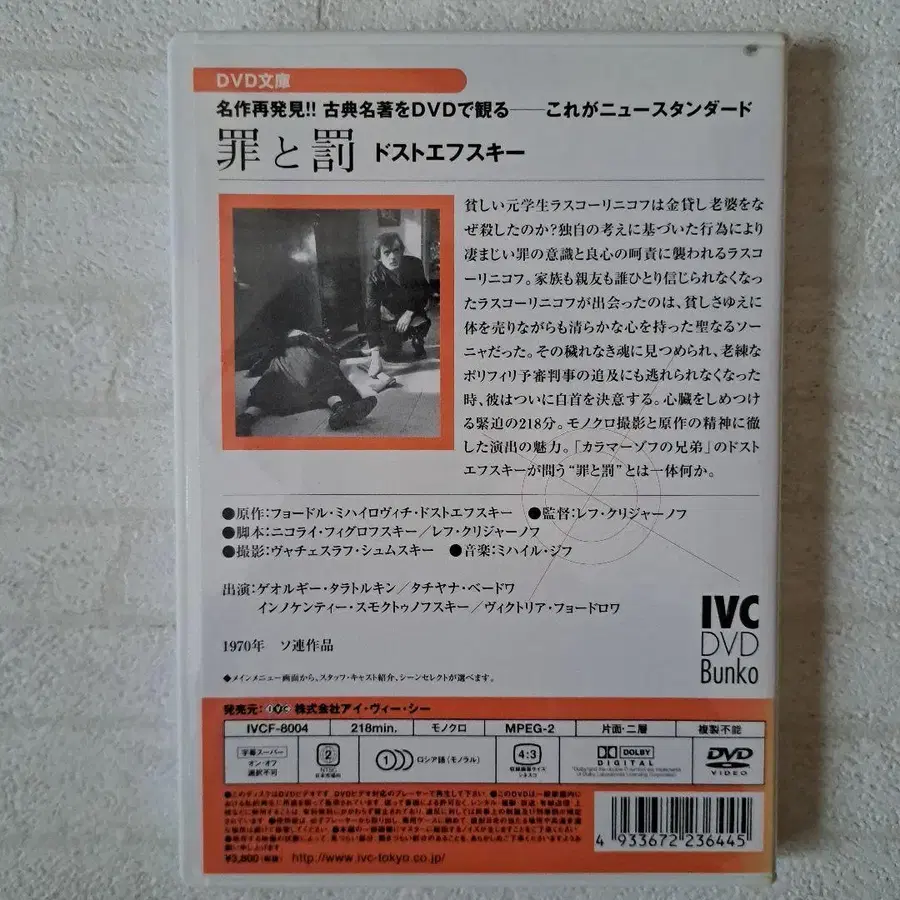 DVD文庫
名作再発見!! 古典名著をDVDで観る——これがニュースタンダード
罪と罰 ドストエフスキー
貧しい元学生ラスコーリニコフは金貸し老婆をな
ぜ殺したのか?独自の考えに基づいた行為により
凄まじい罪の意識と良心の呵責に襲われるラスコ
ーリニコフ。家族も親友も誰ひとり信じられなくなっ
たラスコーリニコフが出会ったのは、貧しさゆえに
体を売りながらも清らかな心を持った聖なるソー
ニャだった。その穢れなき魂に見つめられ、老練な
ポリフィリ予審判事の追及にも逃れられなくなった
時、彼はついに自首を決意する。心臓をしめつけ
る緊迫の218分。モノクロ撮影と原作の精神に徹
した演出の魅力。「カラマーゾフの兄弟」のドスト
エフスキーが問う“罪と罰”とは一体何か。
●原作:フョードル・ミハイロヴィチ・ドストエフスキー ●監督:レフ・クリジャーノフ
●脚本:ニコライ・フィグロフスキー/レフ・クリジャーノフ
●撮影:ヴャチェスラフ・シュムスキー ●音楽:ミハイル・ジフ
出演:ゲオルギー・タラトルキン/タチヤナ・ベードワ
インノケンティー・スモクトゥノフスキー/ヴィクトリア・フョードロワ
1970年 ソ連作品
◆メインメニュー画面から、スタッフ・キャスト紹介、シーンセレクトが選べます。
IVC
DVD
Bunko
発売元: IVC 株式会社アイ・ヴィー・シー
IVCF-8004 218min. モノクロ MPEG-2 片面・二層 複製不能
字幕スーパー
オン・オフ
選択不可
2
NTSC
日本市場向
1 ロシア語(モノラル)
4:3
シネスコ
DOLBY
DIGITAL
DVD
VIDEO
¥3,800(税抜) http://www.ivc-tokyo.co.jp/
4 933672 236445